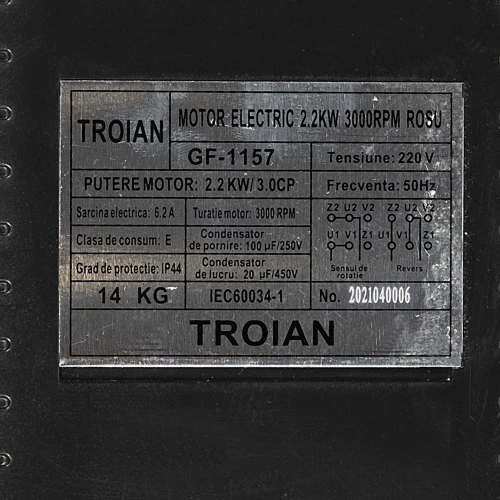 TROIAN
MOTOR ELECTRIC 2.2KW 3000RPM ROSU
GF-1157
Tensiune: 220 V
PUTERE MOTOR: 2.2 KW/ 3.0CP
Frecventa: 50Hz
Sarcina electrica: 6.2 A
Turatie motor: 3000 RPM
Z2 U2 V2 Z2 U2 V2
Clasa de consum: E
Condensator
de pornire: 100 µF/250V
U1 V1 Z1 U1 V1 Z1
Grad de protectie: IP44
Condensator
de lucru: 20 µF/450V
Sensul de
rotatie
Revers
14 KG
IEC60034-1
No. 2021040006
TROIAN